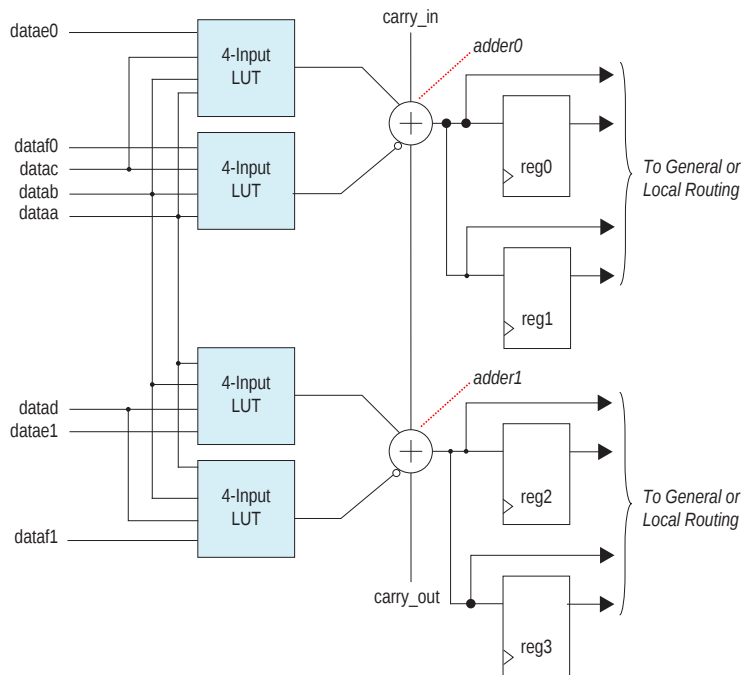 carry_in
datae0
4-Input
LUT
adder0
dataf0
datac
datab
dataa
4-Input
LUT
reg0
To General or
Local Routing
reg1
4-Input
LUT
adder1
datad
datae1
4-Input
LUT
reg2
To General or
Local Routing
dataf1
carry_out
reg3